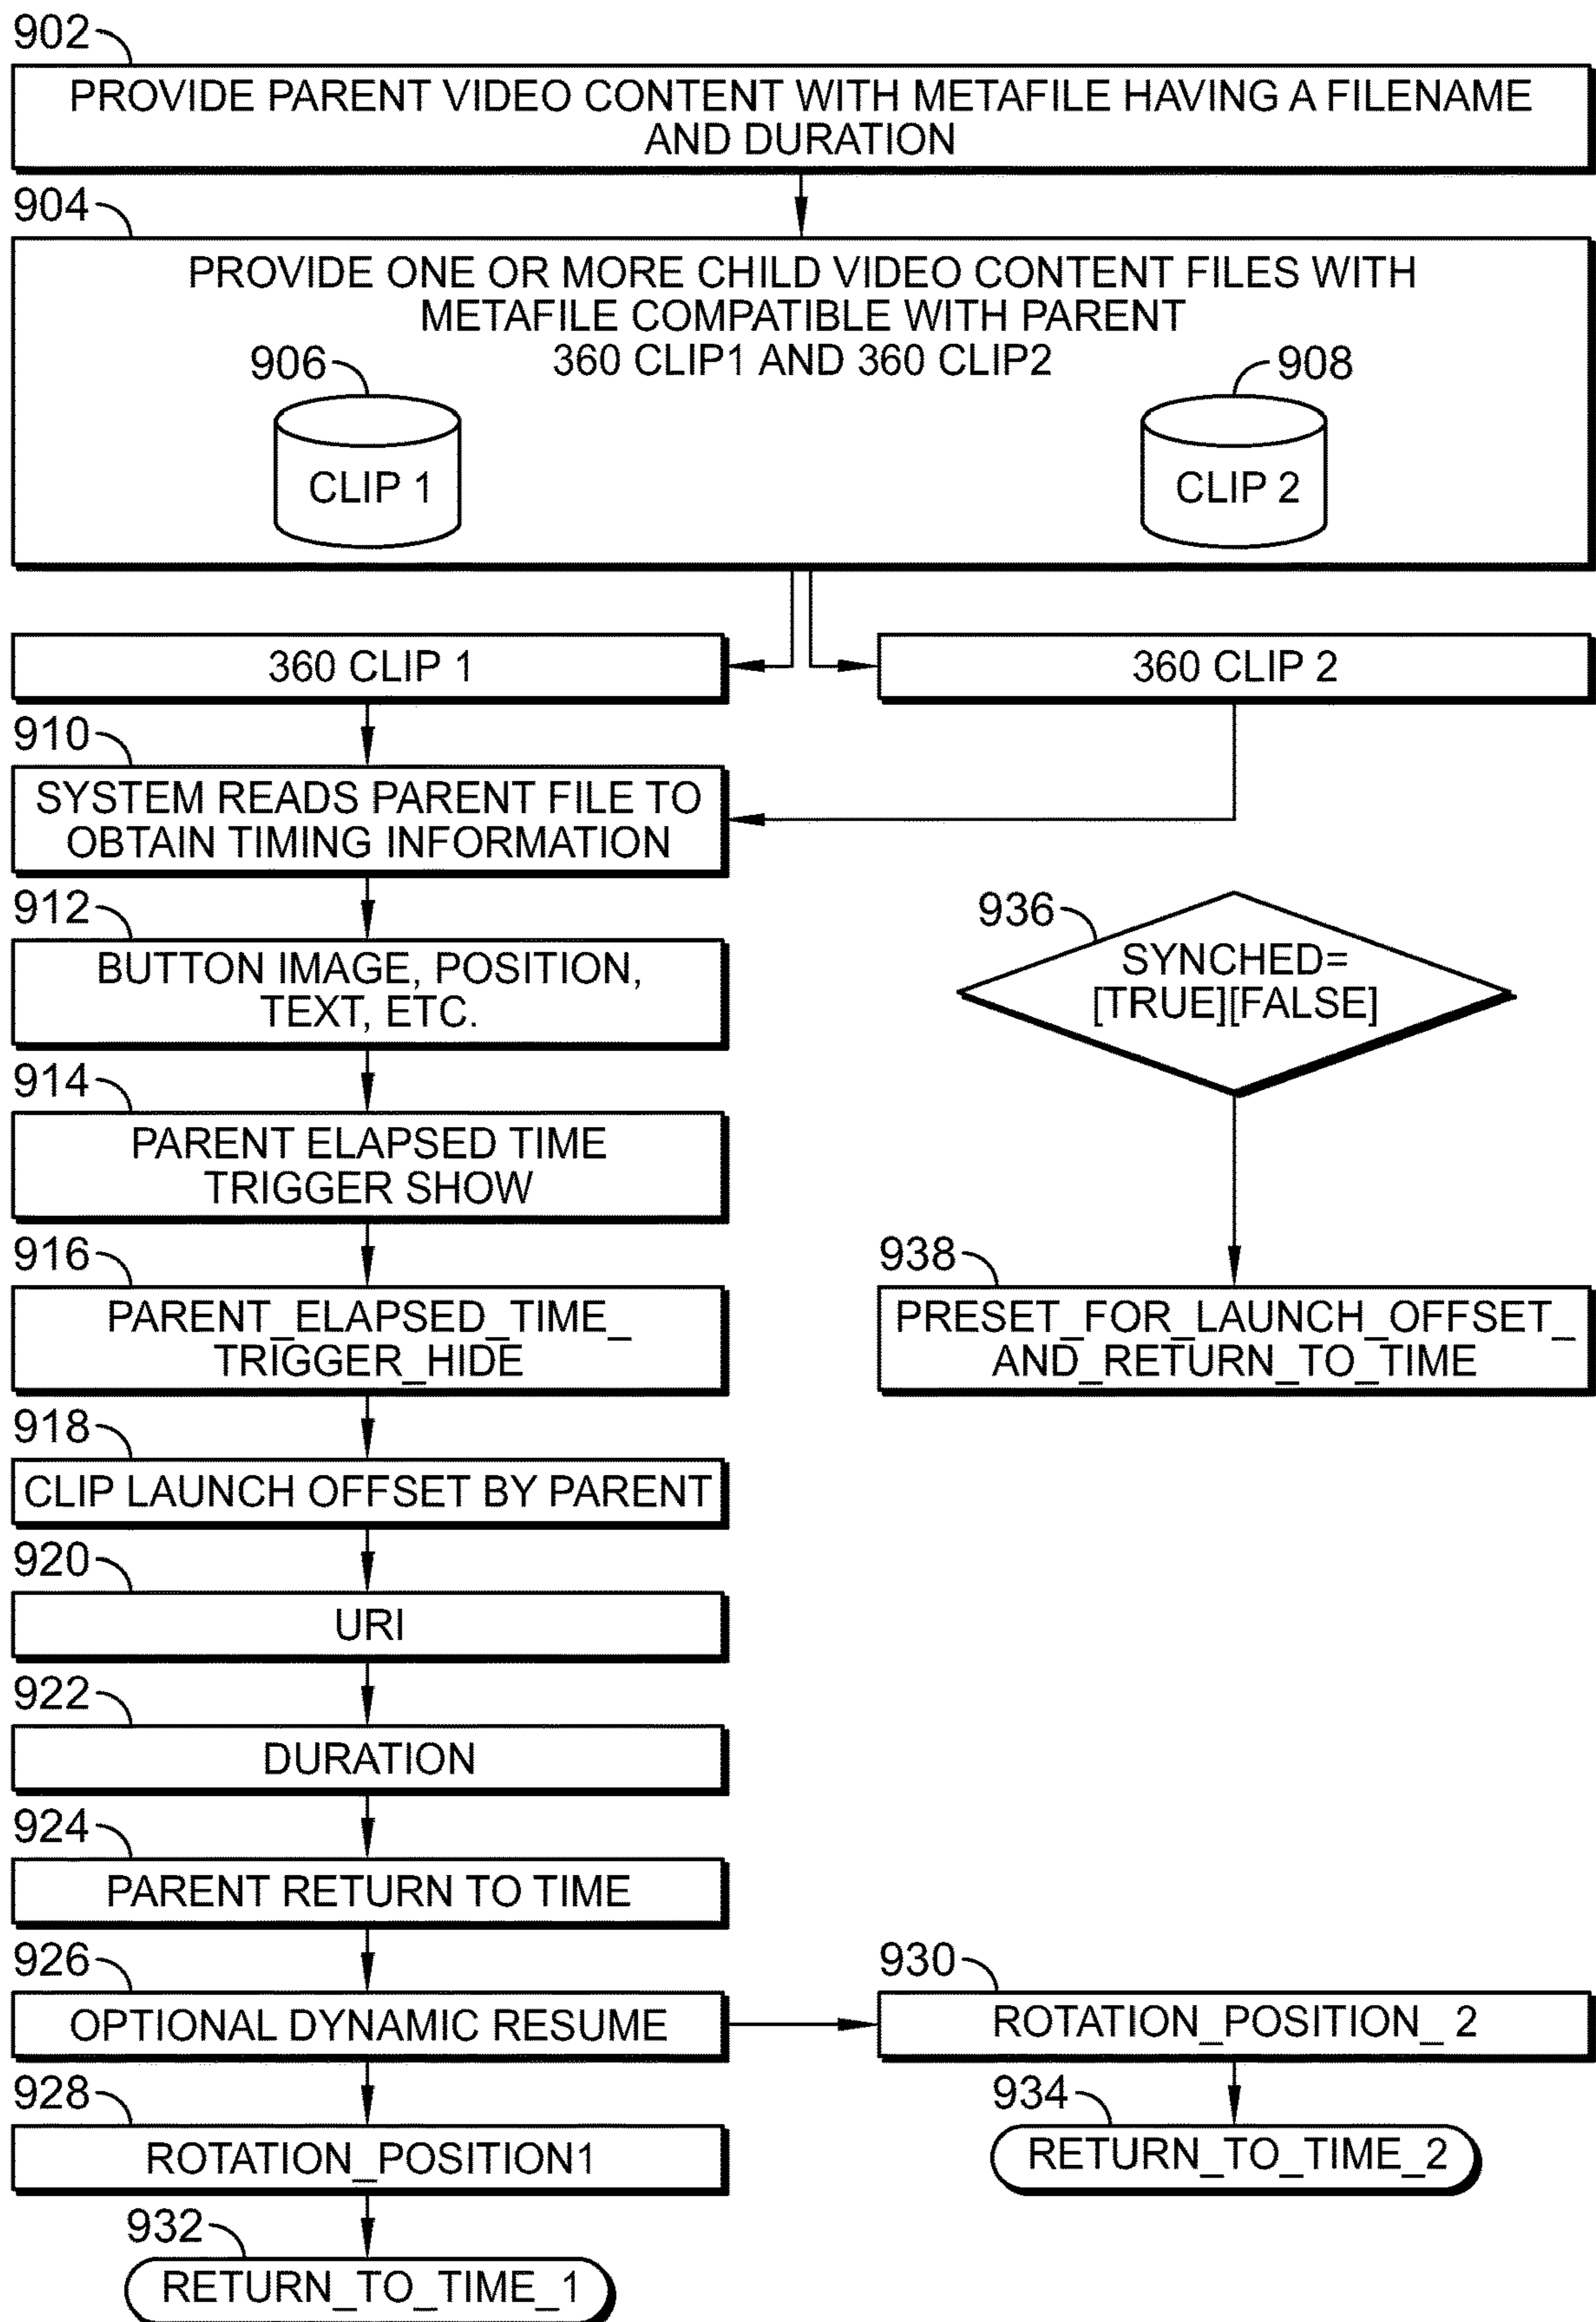 902
PROVIDE PARENT VIDEO CONTENT WITH METAFILE HAVING A FILENAME
AND DURATION
904
PROVIDE ONE OR MORE CHILD VIDEO CONTENT FILES WITH
METAFILE COMPATIBLE WITH PARENT
360 CLIP1 AND 360 CLIP2
906
908
CLIP 1
CLIP 2
360 CLIP 1
360 CLIP 2
910
SYSTEM READS PARENT FILE TO
OBTAIN TIMING INFORMATION
912
BUTTON IMAGE, POSITION,
TEXT, ETC.
936
SYNCHED=
[TRUE][FALSE]
914
PARENT ELAPSED TIME
TRIGGER SHOW
916
PARENT_ELAPSED_TIME_
TRIGGER_HIDE
938
PRESET_FOR_LAUNCH_OFFSET_
AND_RETURN_TO_TIME
918
CLIP LAUNCH OFFSET BY PARENT
920
URI
922
DURATION
924
PARENT RETURN TO TIME
926
OPTIONAL DYNAMIC RESUME
930
ROTATION_POSITION_ 2
928
ROTATION_POSITION1
934
RETURN_TO_TIME_2
932
RETURN_TO_TIME_1